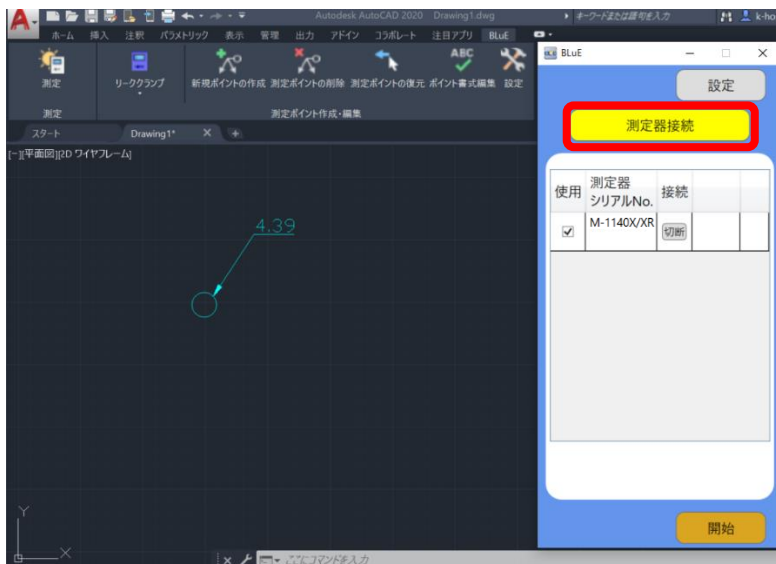 Autodesk AutoCAD 2020 Drawing1.dwg
キーワードまたは語句を入力
k-ho
ホーム 挿入 注釈 パラメトリック 表示 管理 出力 アドイン コラボレート 注目アプリ BLuE
測定
リーククランプ
新規ポイントの作成
測定ポイントの削除
測定ポイントの復元
ABC
ポイント書式編集
設定
測定
測定ポイント作成・編集
スタート
Drawing1*
[-][平面図][2D ワイヤフレーム]
4.39
Y
X
ここにコマンドを入力
BLuE
設定
測定器接続
使用
測定器
シリアルNo.
接続
M-1140X/XR
切断
開始